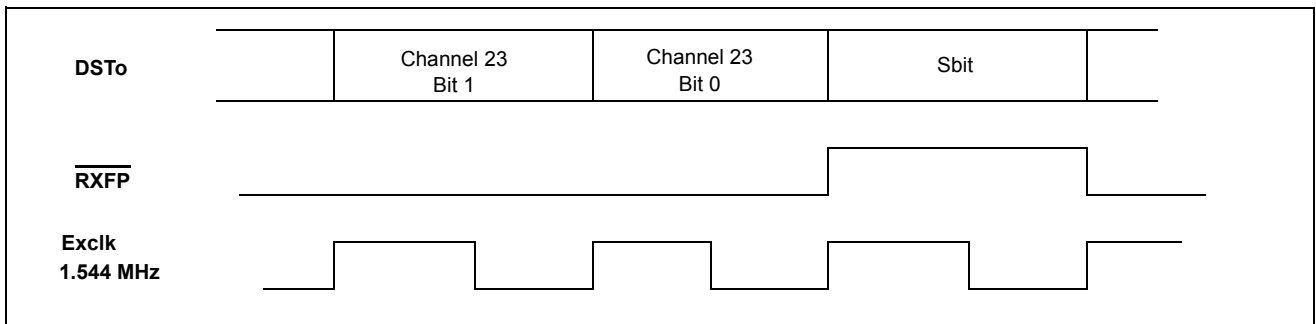 DSTo
Channel 23
Bit 1
Channel 23
Bit 0
Sbit
RXFP
Exclk
1.544 MHz